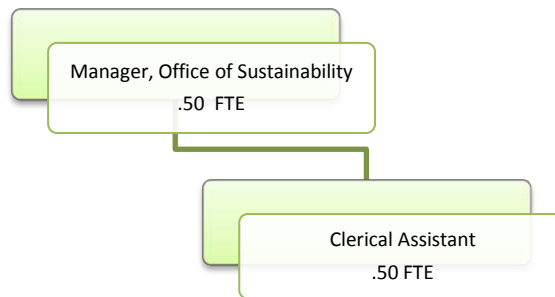 Manager, Office of Sustainability
.50 FTE
Clerical Assistant
.50 FTE